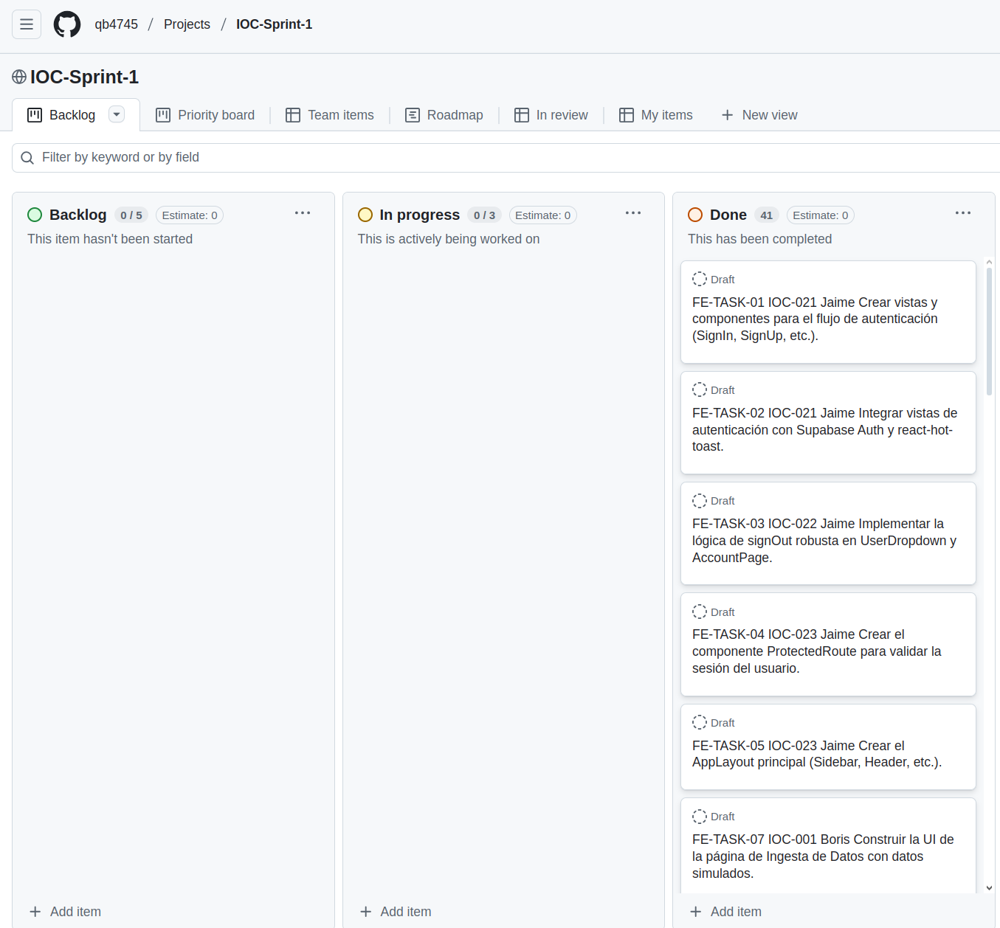 qb4745 / Projects / IOC-Sprint-1
IOC-Sprint-1
Backlog Priority board Team items Roadmap In review My items New view
Filter by keyword or by field
Backlog 0 / 5 Estimate: 0
This item hasn't been started
Add item
In progress 0 / 3 Estimate: 0
This is actively being worked on
Add item
Done 41 Estimate: 0
This has been completed
Draft
FE-TASK-01 IOC-021 Jaime Crear vistas y
componentes para el flujo de autenticación
(SignIn, SignUp, etc.).
Draft
FE-TASK-02 IOC-021 Jaime Integrar vistas de
autenticación con Supabase Auth y react-hot-
toast.
Draft
FE-TASK-03 IOC-022 Jaime Implementar la
lógica de signOut robusta en UserDropdown y
AccountPage.
Draft
FE-TASK-04 IOC-023 Jaime Crear el
componente ProtectedRoute para validar la
sesión del usuario.
Draft
FE-TASK-05 IOC-023 Jaime Crear el
AppLayout principal (Sidebar, Header, etc.).
Draft
FE-TASK-07 IOC-001 Boris Construir la UI de
la página de Ingesta de Datos con datos
simulados.
Add item